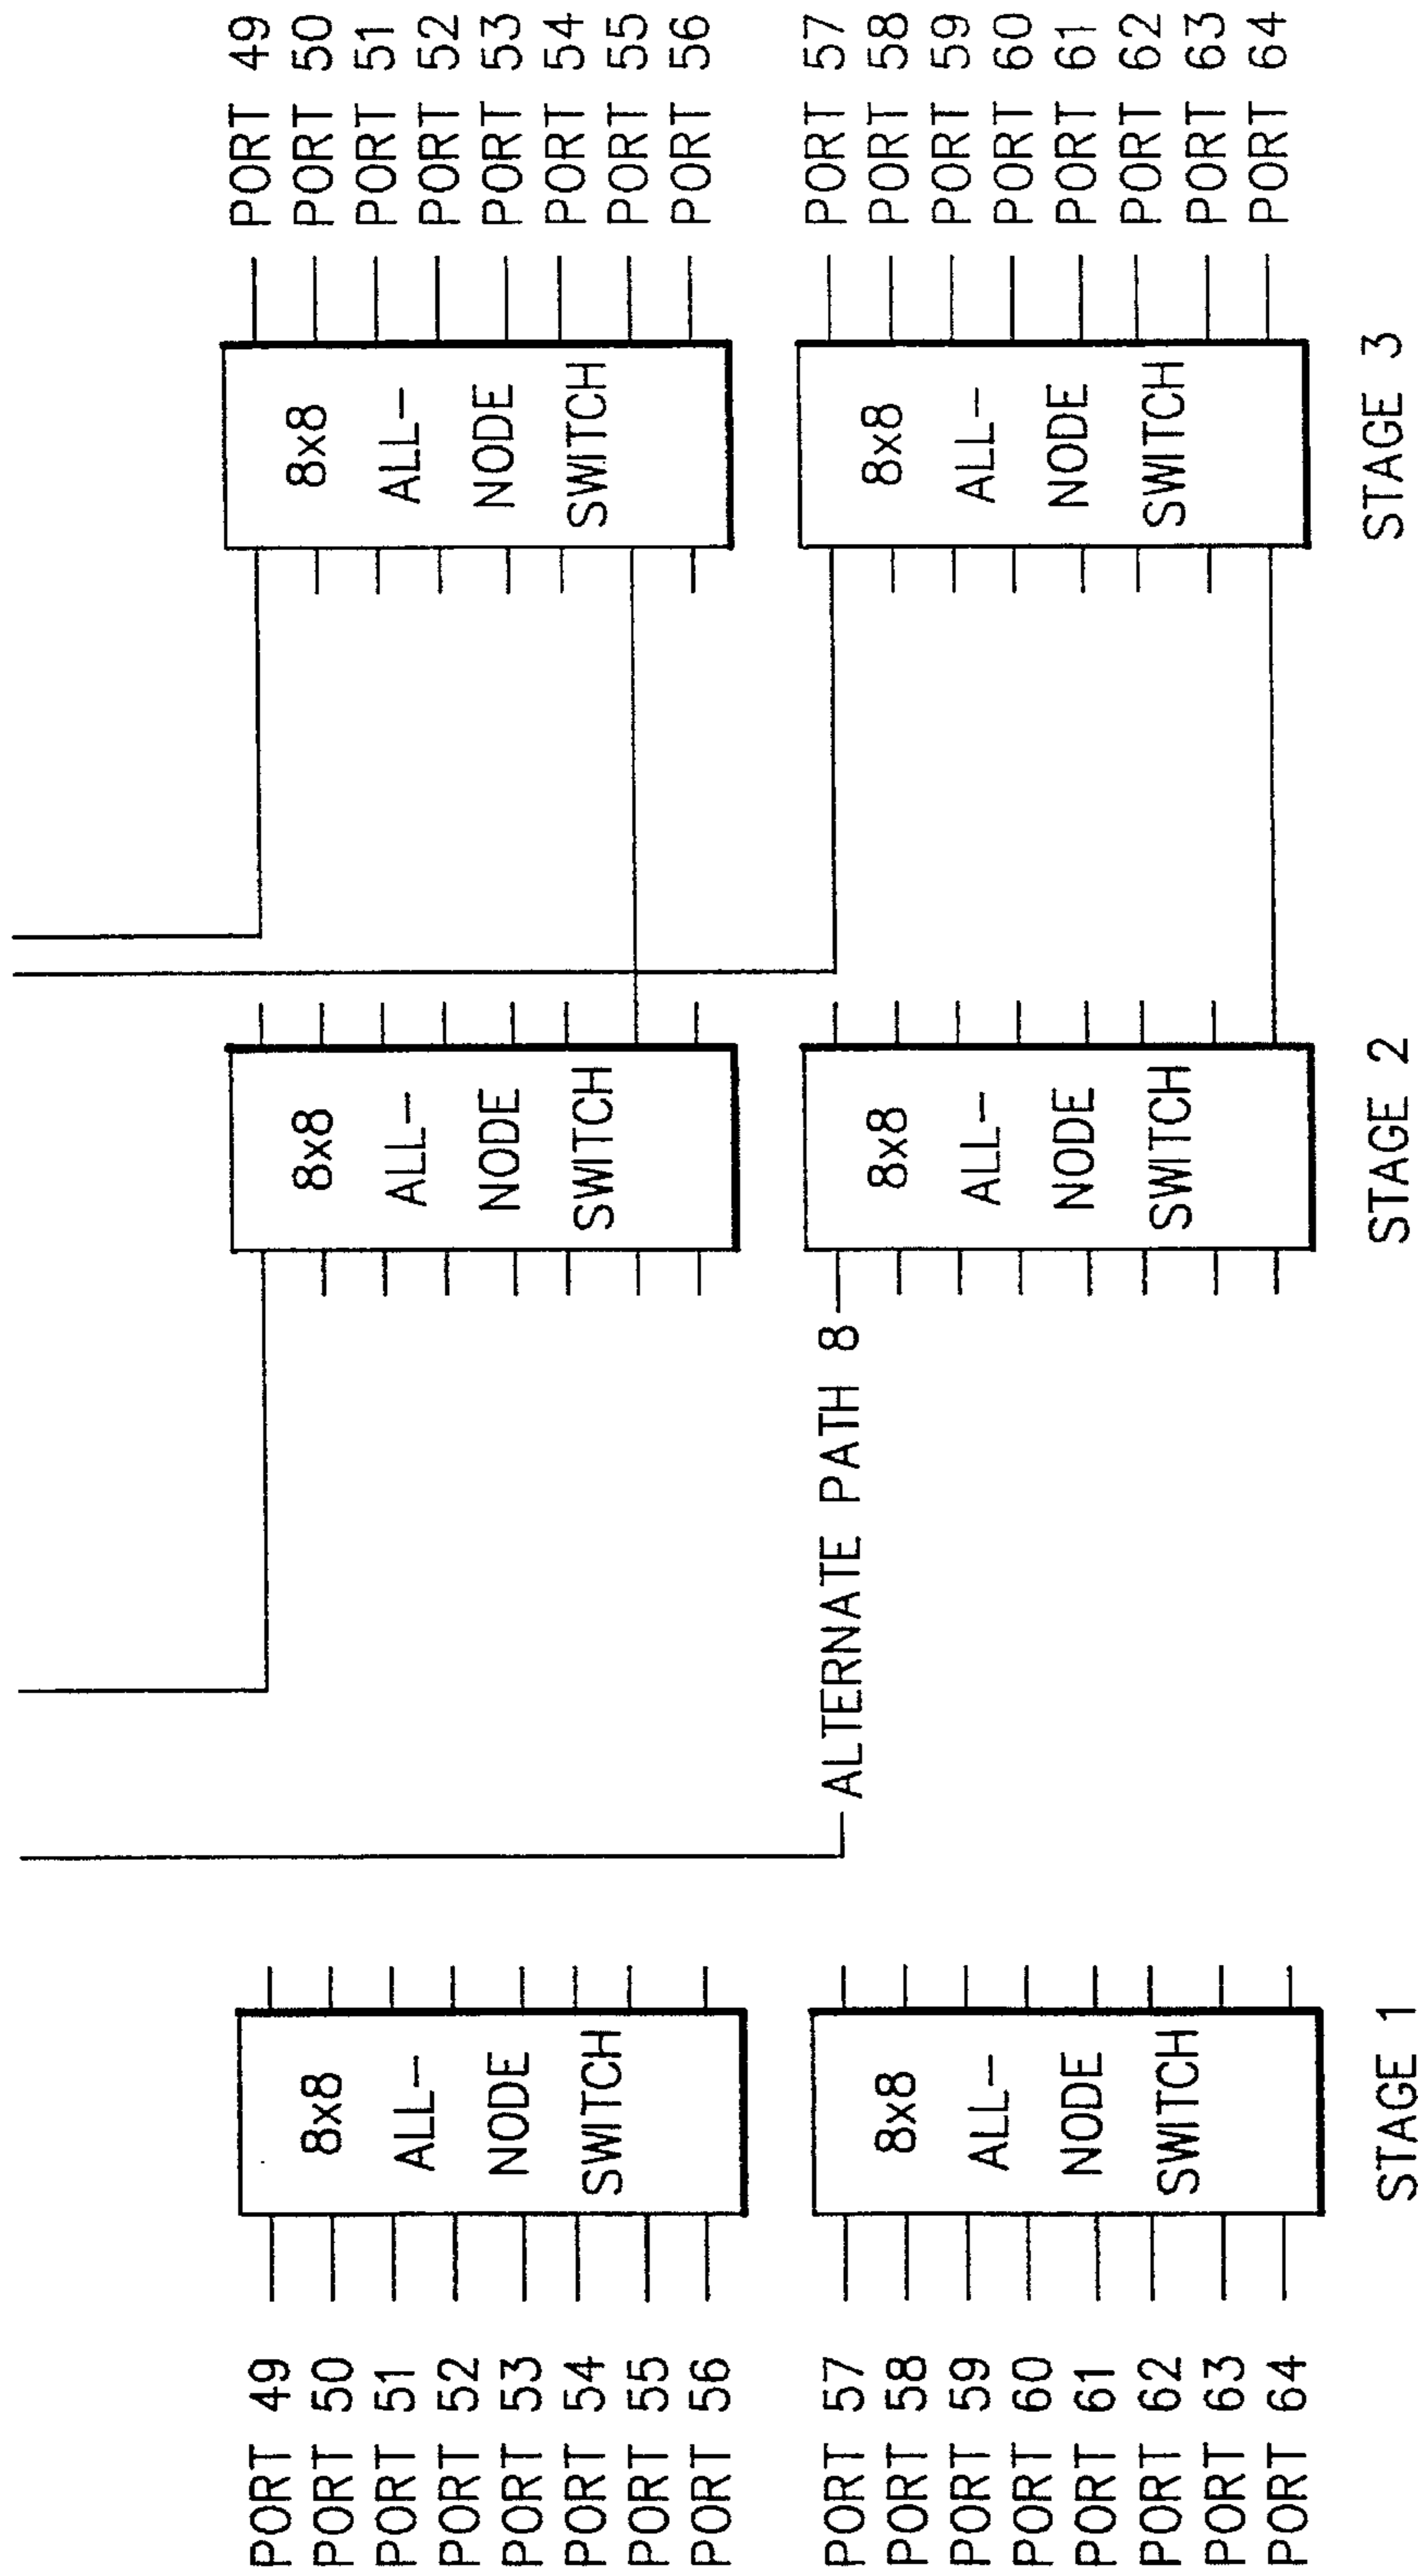 PORT 49
PORT 50
PORT 51
PORT 52
PORT 53
PORT 54
PORT 55
PORT 56
8x8
ALL-
NODE
SWITCH
8x8
ALL-
NODE
SWITCH
8x8
ALL-
NODE
SWITCH
PORT 49
PORT 50
PORT 51
PORT 52
PORT 53
PORT 54
PORT 55
PORT 56
PORT 57
PORT 58
PORT 59
PORT 60
PORT 61
PORT 62
PORT 63
PORT 64
8x8
ALL-
NODE
SWITCH
ALTERNATE PATH 8
8x8
ALL-
NODE
SWITCH
8x8
ALL-
NODE
SWITCH
PORT 57
PORT 58
PORT 59
PORT 60
PORT 61
PORT 62
PORT 63
PORT 64
STAGE 1
STAGE 2
STAGE 3